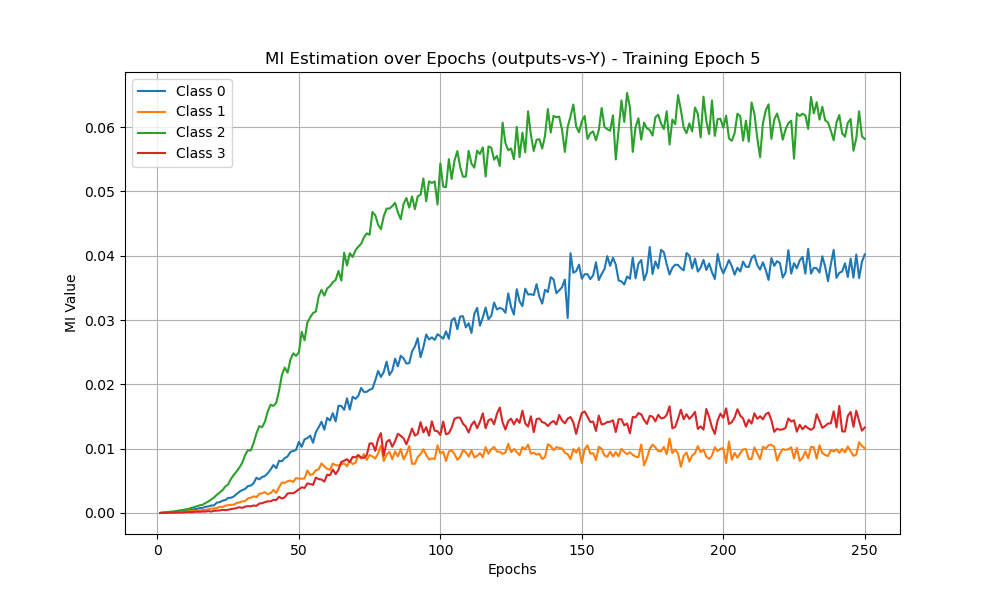 MI Estimation over Epochs (outputs-vs-Y) - Training Epoch 5
Class 0
Class 1
Class 2
Class 3
MI Value
0.06
0.05
0.04
0.03
0.02
0.01
0.00
0 50 100 150 200 250
Epochs